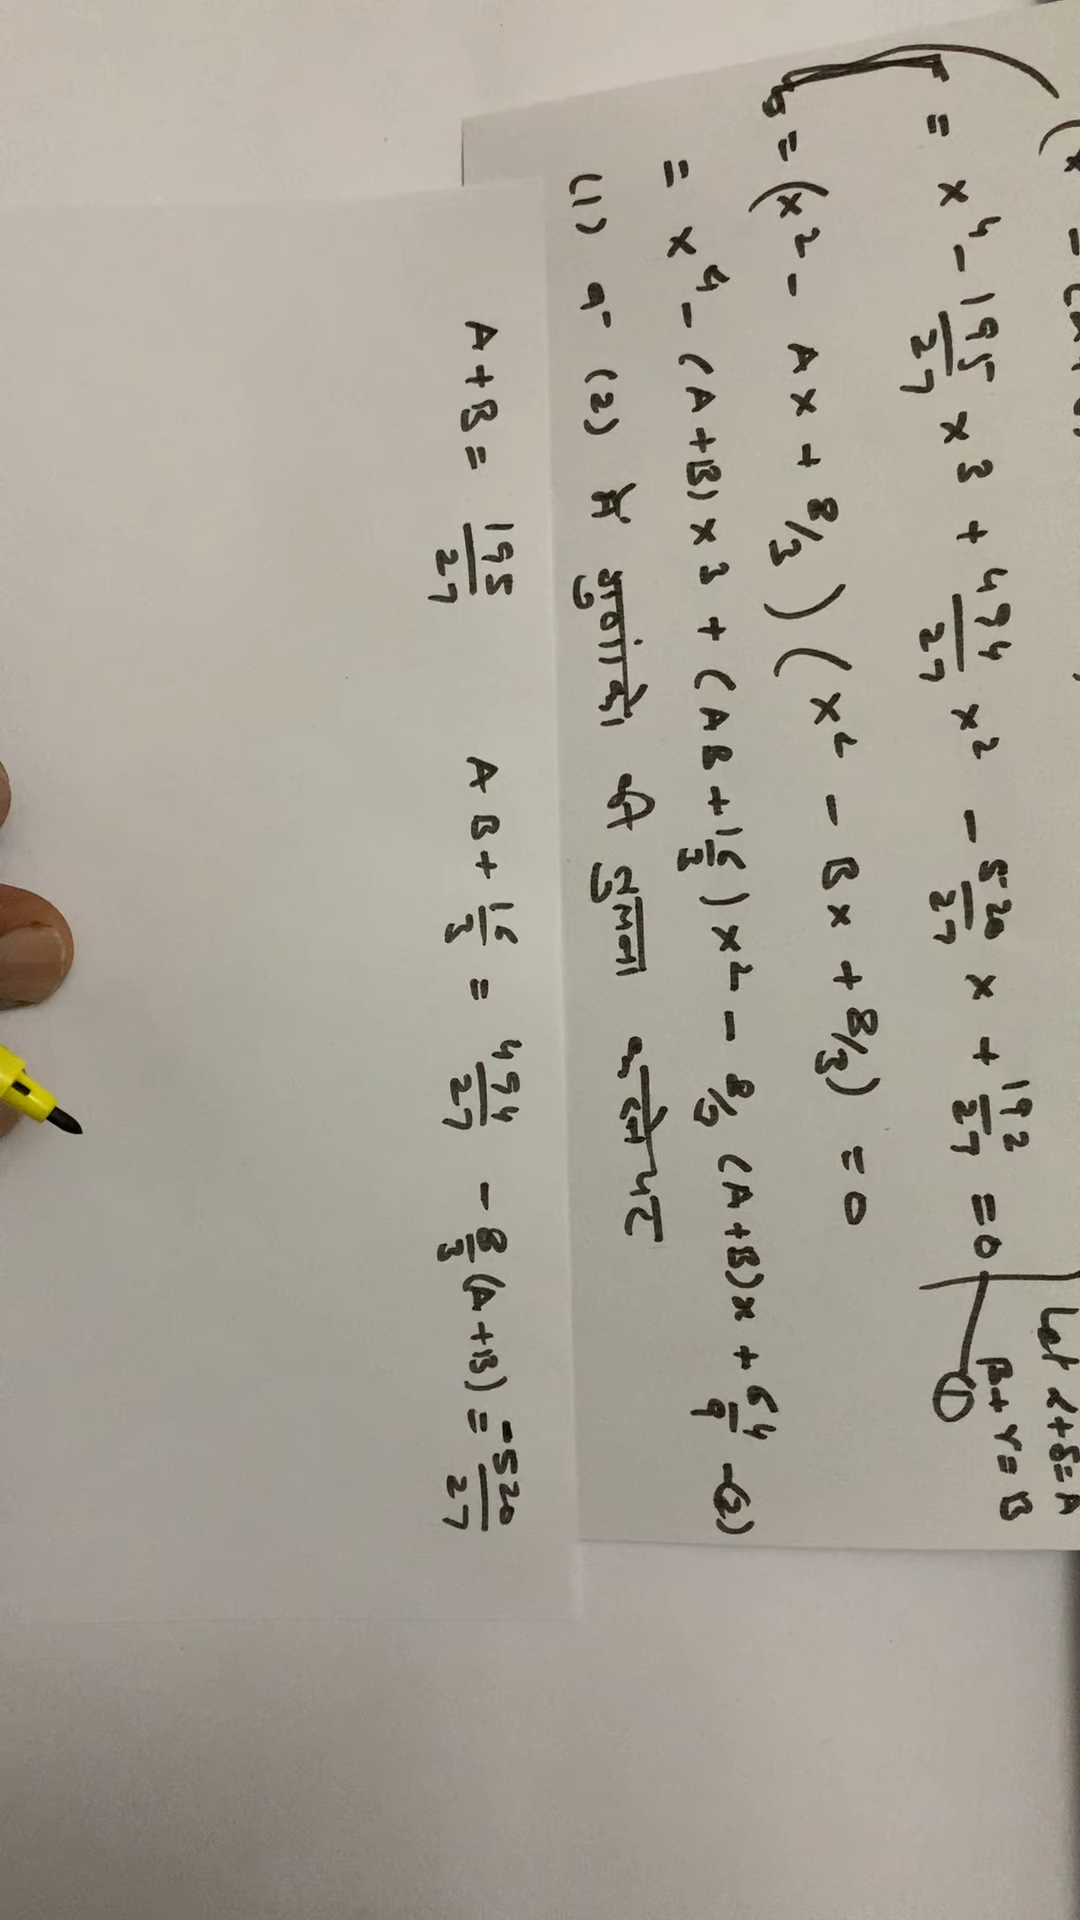 = x⁴ - 195/27 x³ + 494/27 x² - 520/27 x + 192/27 = 0
Let α+δ=A
β+γ=B
①
= (x² - Ax + 8/3) (x² - Bx + 8/3) = 0
= x⁴ - (A+B)x³ + (AB + 16/3)x² - 8/3 (A+B)x + 64/9 -(2)
(1) व (2) से गुणांको की तुलना करने पर
A+B = 195/27 AB + 16/3 = 494/27 - 8/3 (A+B) = -520/27